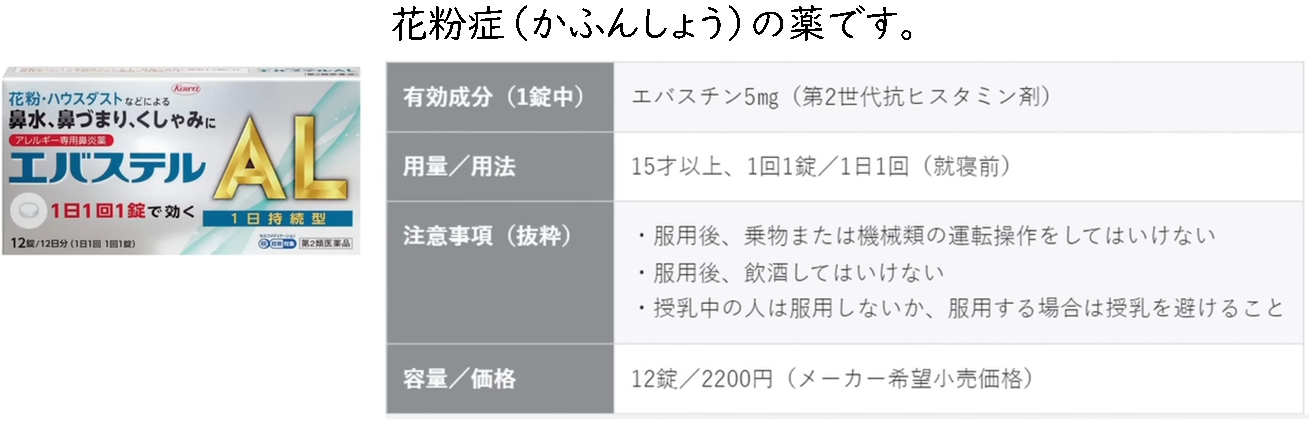 花粉症（かふんしょう）の薬です。
Kowa
エバステルAL
花粉・ハウスダストなどによる
鼻水、鼻づまり、くしゃみに
アレルギー専用鼻炎薬
エバステルAL
1日1回1錠で効く
1日持続型
12錠/12日分（1日1回 1回1錠）
第2類医薬品
有効成分（1錠中）
エバスチン5㎎（第2世代抗ヒスタミン剤）
用量／用法
15才以上、1回1錠／1日1回（就寝前）
注意事項（抜粋）
・服用後、乗物または機械類の運転操作をしてはいけない
・服用後、飲酒してはいけない
・授乳中の人は服用しないか、服用する場合は授乳を避けること
容量／価格
12錠／2200円（メーカー希望小売価格）